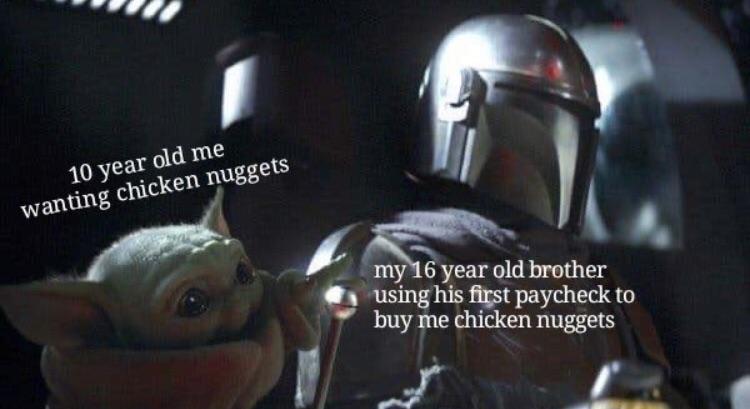 10 year old me
wanting chicken nuggets
my 16 year old brother
using his first paycheck to
buy me chicken nuggets